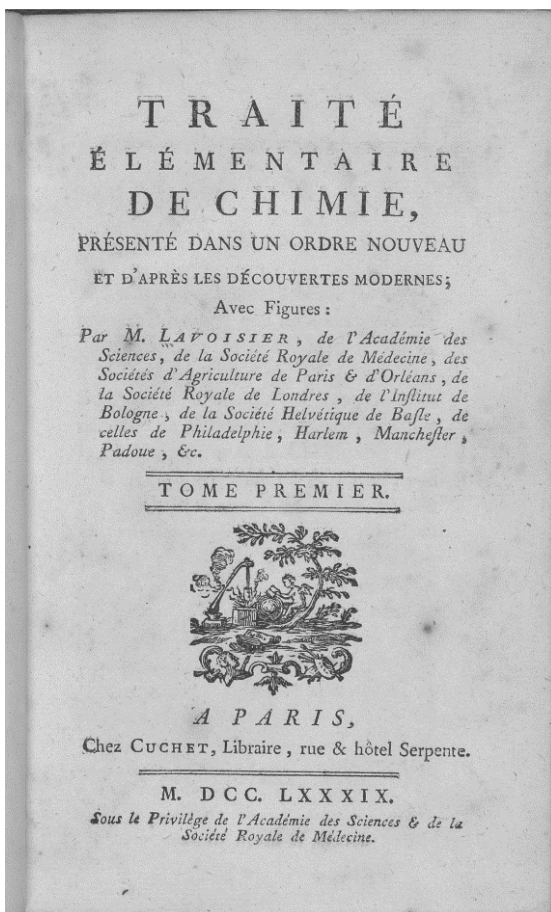 TRAITÉ
ÉLÉMENTAIRE
DE CHIMIE,
PRÉSENTÉ DANS UN ORDRE NOUVEAU
ET D'APRÈS LES DÉCOUVERTES MODERNES;
Avec Figures :
Par M. LAVOISIER, de l'Académie des
Sciences, de la Société Royale de Médecine, des
Sociétés d'Agriculture de Paris & d'Orléans, de
la Société Royale de Londres, de l'Inſtitut de
Bologne, de la Société Helvétique de Baſle, de
celles de Philadelphie, Harlem, Mancheſter,
Padoue, &c.
TOME PREMIER.
A PARIS,
Chez CUCHET, Libraire, rue & hôtel Serpente.
M. DCC. LXXXIX.
Sous le Privilège de l'Académie des Sciences & de la
Société Royale de Médecine.